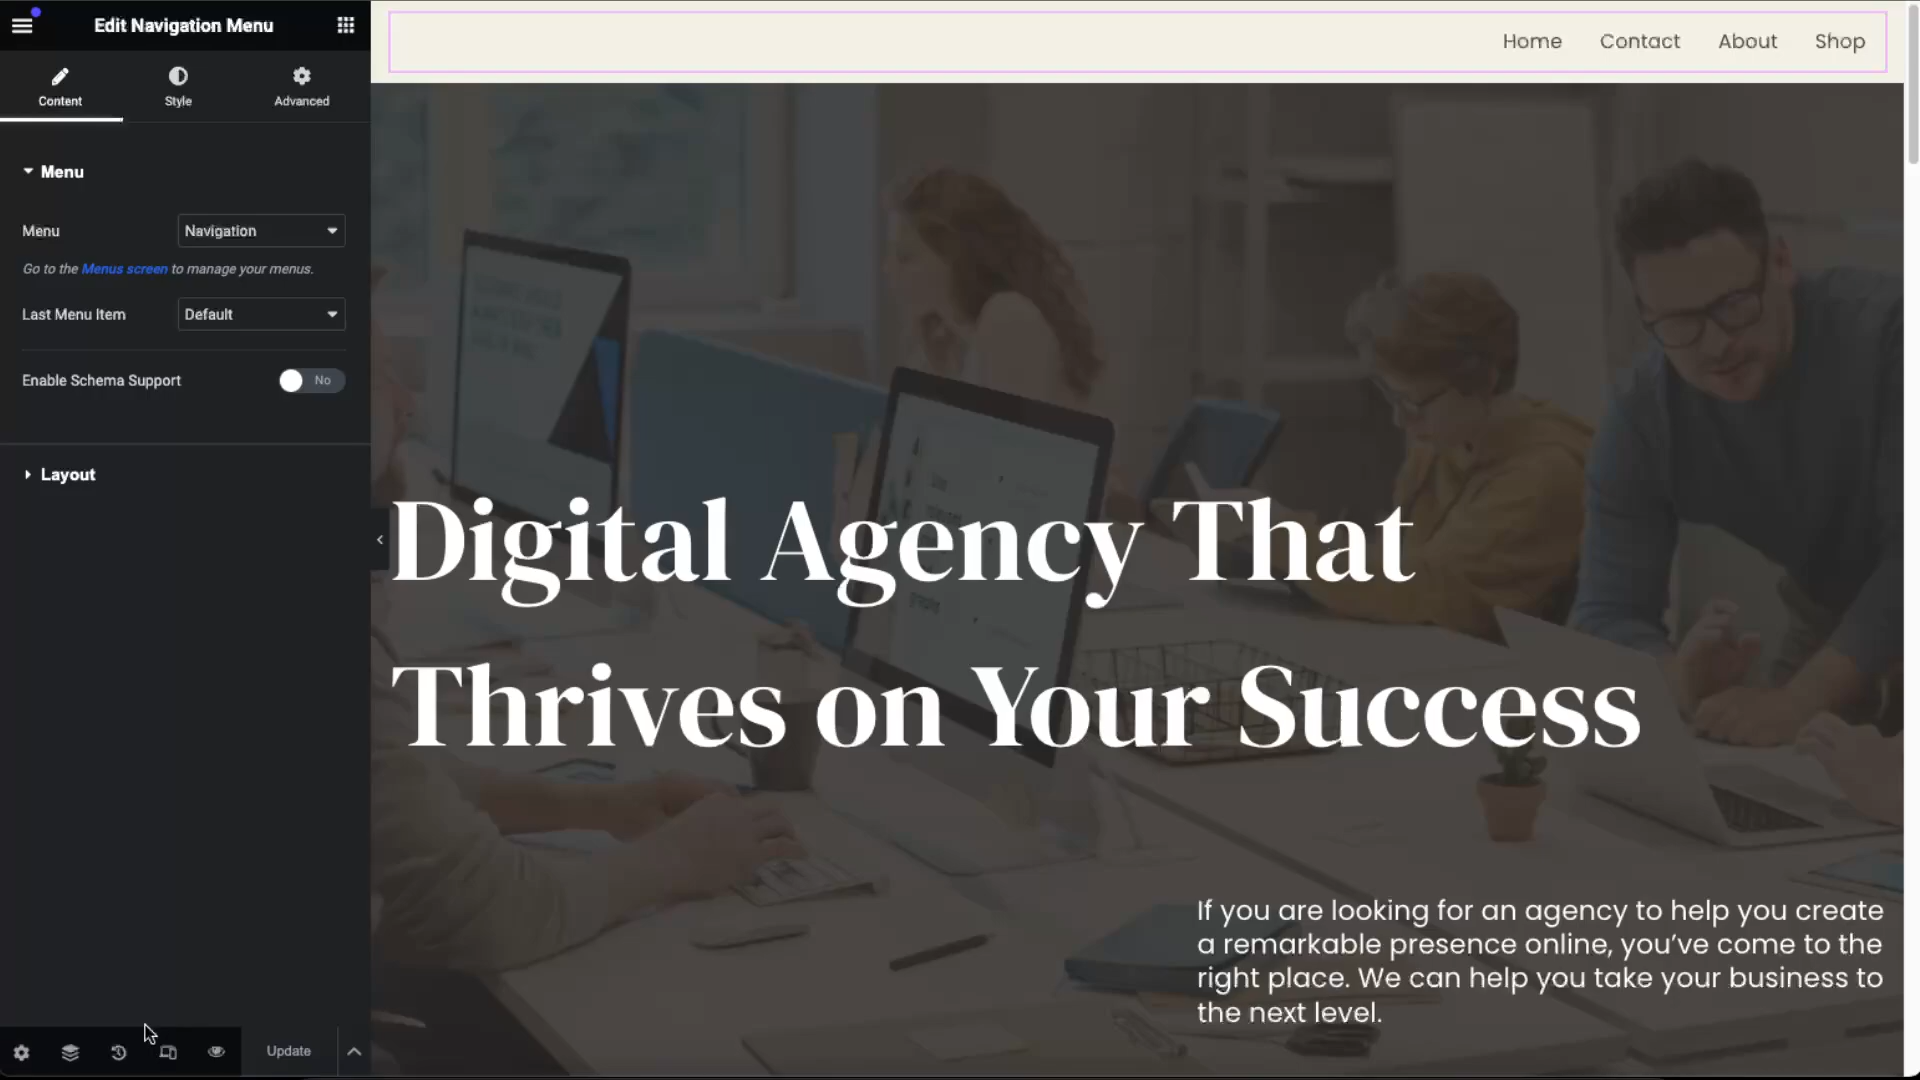 Edit Navigation Menu
Content
Style
Advanced
Menu
Menu
Navigation
Go to the Menus screen to manage your menus.
Last Menu Item
Default
Enable Schema Support
No
Layout
Update
Home
Contact
About
Shop
Digital Agency That
Thrives on Your Success
If you are looking for an agency to help you create
a remarkable presence online, you’ve come to the
right place. We can help you take your business to
the next level.